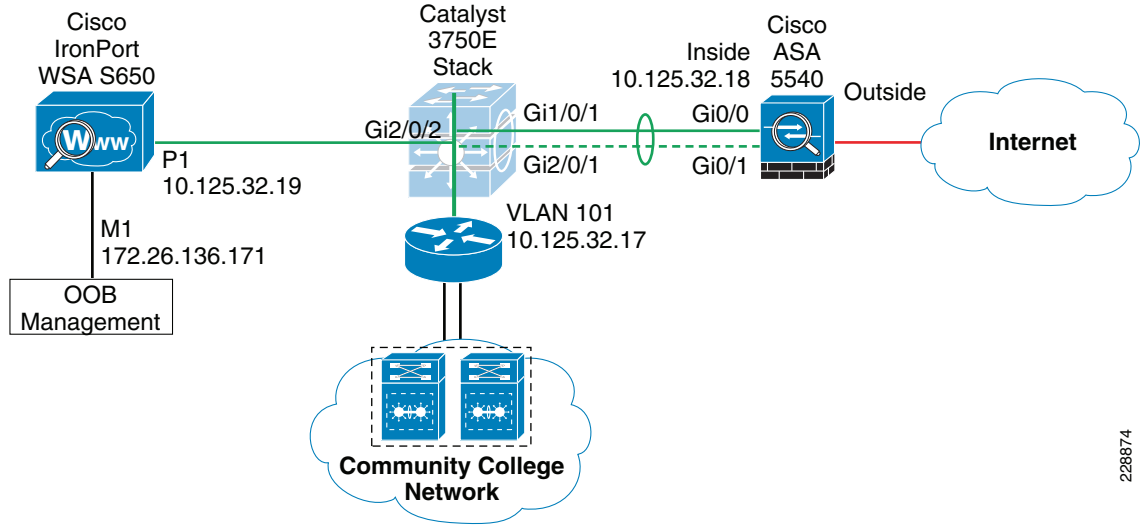 Cisco
IronPort
WSA S650
Www
P1
10.125.32.19
M1
172.26.136.171
OOB
Management
Catalyst
3750E
Stack
Gi2/0/2
Gi1/0/1
Gi2/0/1
VLAN 101
10.125.32.17
Inside
10.125.32.18
Gi0/0
Gi0/1
Cisco
ASA
5540
Outside
Internet
Community College
Network
228874